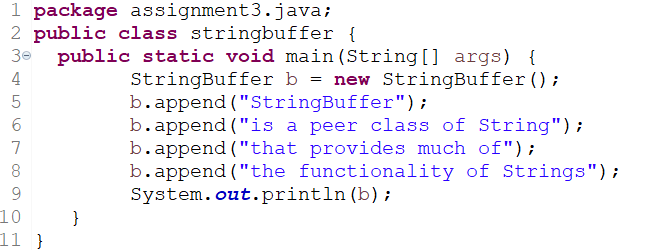 1 package assignment3.java;
2 public class stringbuffer {
3 public static void main(String[] args) {
4 StringBuffer b = new StringBuffer();
5 b.append("StringBuffer");
6 b.append("is a peer class of String");
7 b.append("that provides much of");
8 b.append("the functionality of Strings");
9 System.out.println(b);
10 }
11 }